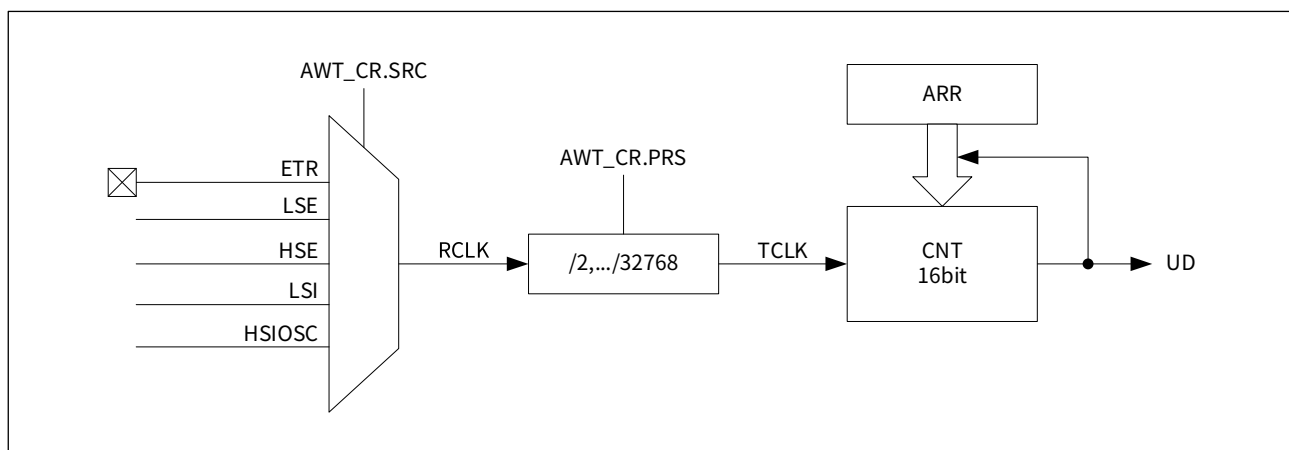 AWT_CR.SRC
ARR
ETR
AWT_CR.PRS
LSE
HSE
RCLK
/2,.../32768
TCLK
CNT
16bit
UD
LSI
HSIOSC